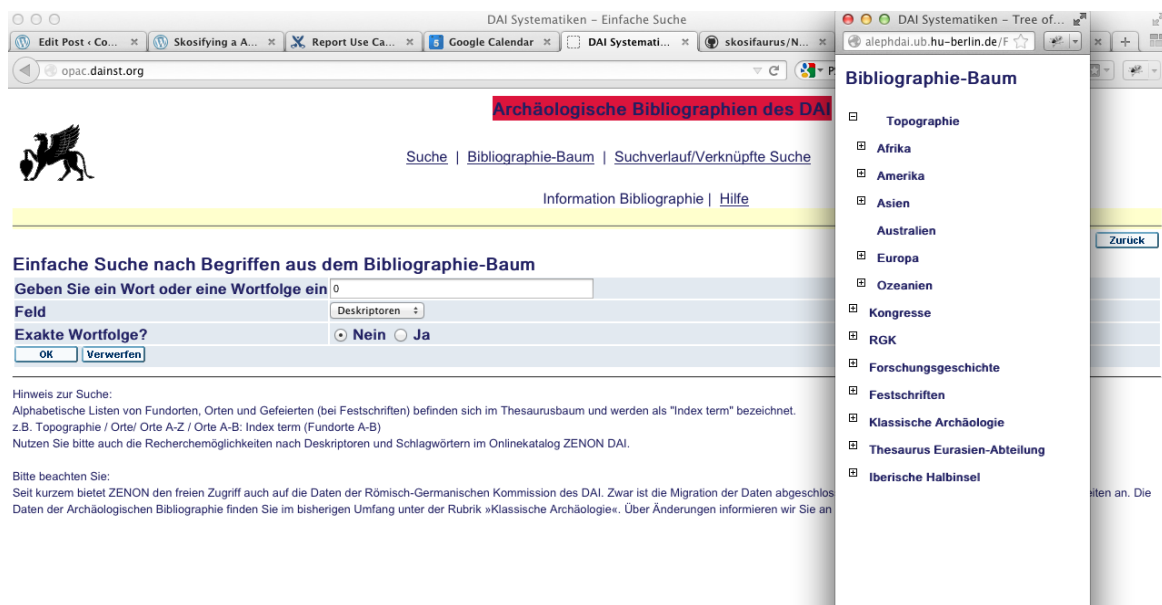 DAI Systematiken – Einfache Suche
Edit Post ‹ Co...
Skosifying a A...
Report Use Ca...
5 Google Calendar
DAI Systemati...
skosifaurus/N...
opac.dainst.org
Archäologische Bibliographien des DAI
Suche | Bibliographie-Baum | Suchverlauf/Verknüpfte Suche
Information Bibliographie | Hilfe
Zurück
Einfache Suche nach Begriffen aus dem Bibliographie-Baum
Geben Sie ein Wort oder eine Wortfolge ein 0
Feld Deskriptoren
Exakte Wortfolge? Nein Ja
OK Verwerfen
Hinweis zur Suche:
Alphabetische Listen von Fundorten, Orten und Gefeierten (bei Festschriften) befinden sich im Thesaurusbaum und werden als "Index term" bezeichnet.
z.B. Topographie / Orte/ Orte A-Z / Orte A-B: Index term (Fundorte A-B)
Nutzen Sie bitte auch die Recherchemöglichkeiten nach Deskriptoren und Schlagwörtern im Onlinekatalog ZENON DAI.
Bitte beachten Sie:
Seit kurzem bietet ZENON den freien Zugriff auch auf die Daten der Römisch-Germanischen Kommission des DAI. Zwar ist die Migration der Daten abgeschlos iten an. Die
Daten der Archäologischen Bibliographie finden Sie im bisherigen Umfang unter der Rubrik »Klassische Archäologie«. Über Änderungen informieren wir Sie an
DAI Systematiken – Tree of...
alephdai.ub.hu-berlin.de/F
Bibliographie-Baum
Topographie
Afrika
Amerika
Asien
Australien
Europa
Ozeanien
Kongresse
RGK
Forschungsgeschichte
Festschriften
Klassische Archäologie
Thesaurus Eurasien-Abteilung
Iberische Halbinsel